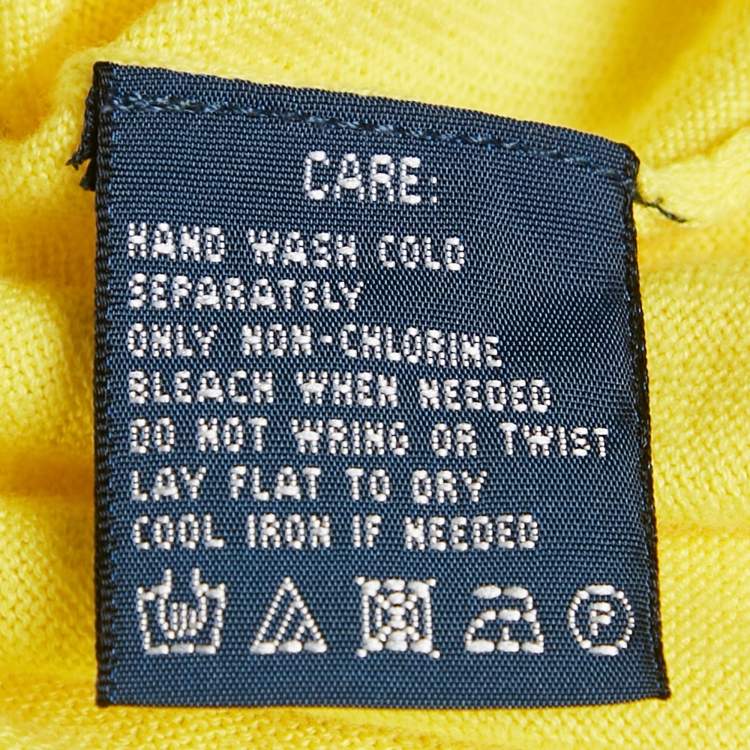 CARE:
HAND WASH COLD
SEPARATELY
ONLY NON-CHLORINE
BLEACH WHEN NEEDED
DO NOT WRING OR TWIST
LAY FLAT TO DRY
COOL IRON IF NEEDED
P